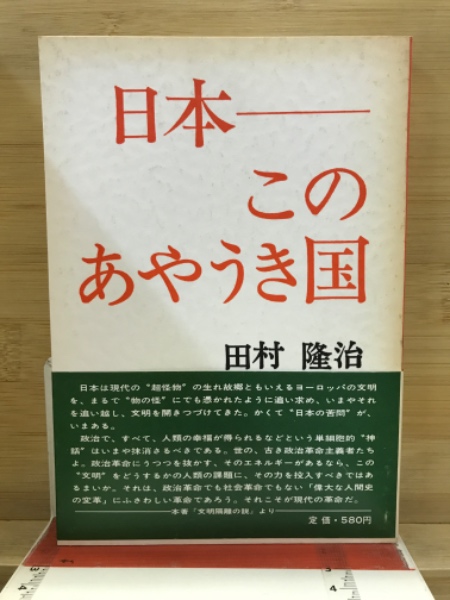 日本――
この
あやうき国
田村 隆治
日本は現代の“超怪物”の生れ故郷ともいえるヨーロッパの文明
を、まるで“物の怪”にでも憑かれたように追い求め、いまやそれ
を追い越し、文明を開きつづけてきた。かくて“日本の苦悶”が、
いまある。
政治で、すべて、人類の幸福が得られるなどという単細胞的“神
話”はいまや抹消さるべきである。世の、古き政治革命主義者たち
よ。政治革命にうつつを抜かす、そのエネルギーがあるなら、この
“文明”をどうするかの人類の課題に、その力を投入すべきではあ
るまいか。それは、政治革命でも社会革命でもない「偉大な人間史
の変革」にふさわしい革命であろう。それこそが現代の革命だ。
――本書「文明隔離の説」より――
定価・580円